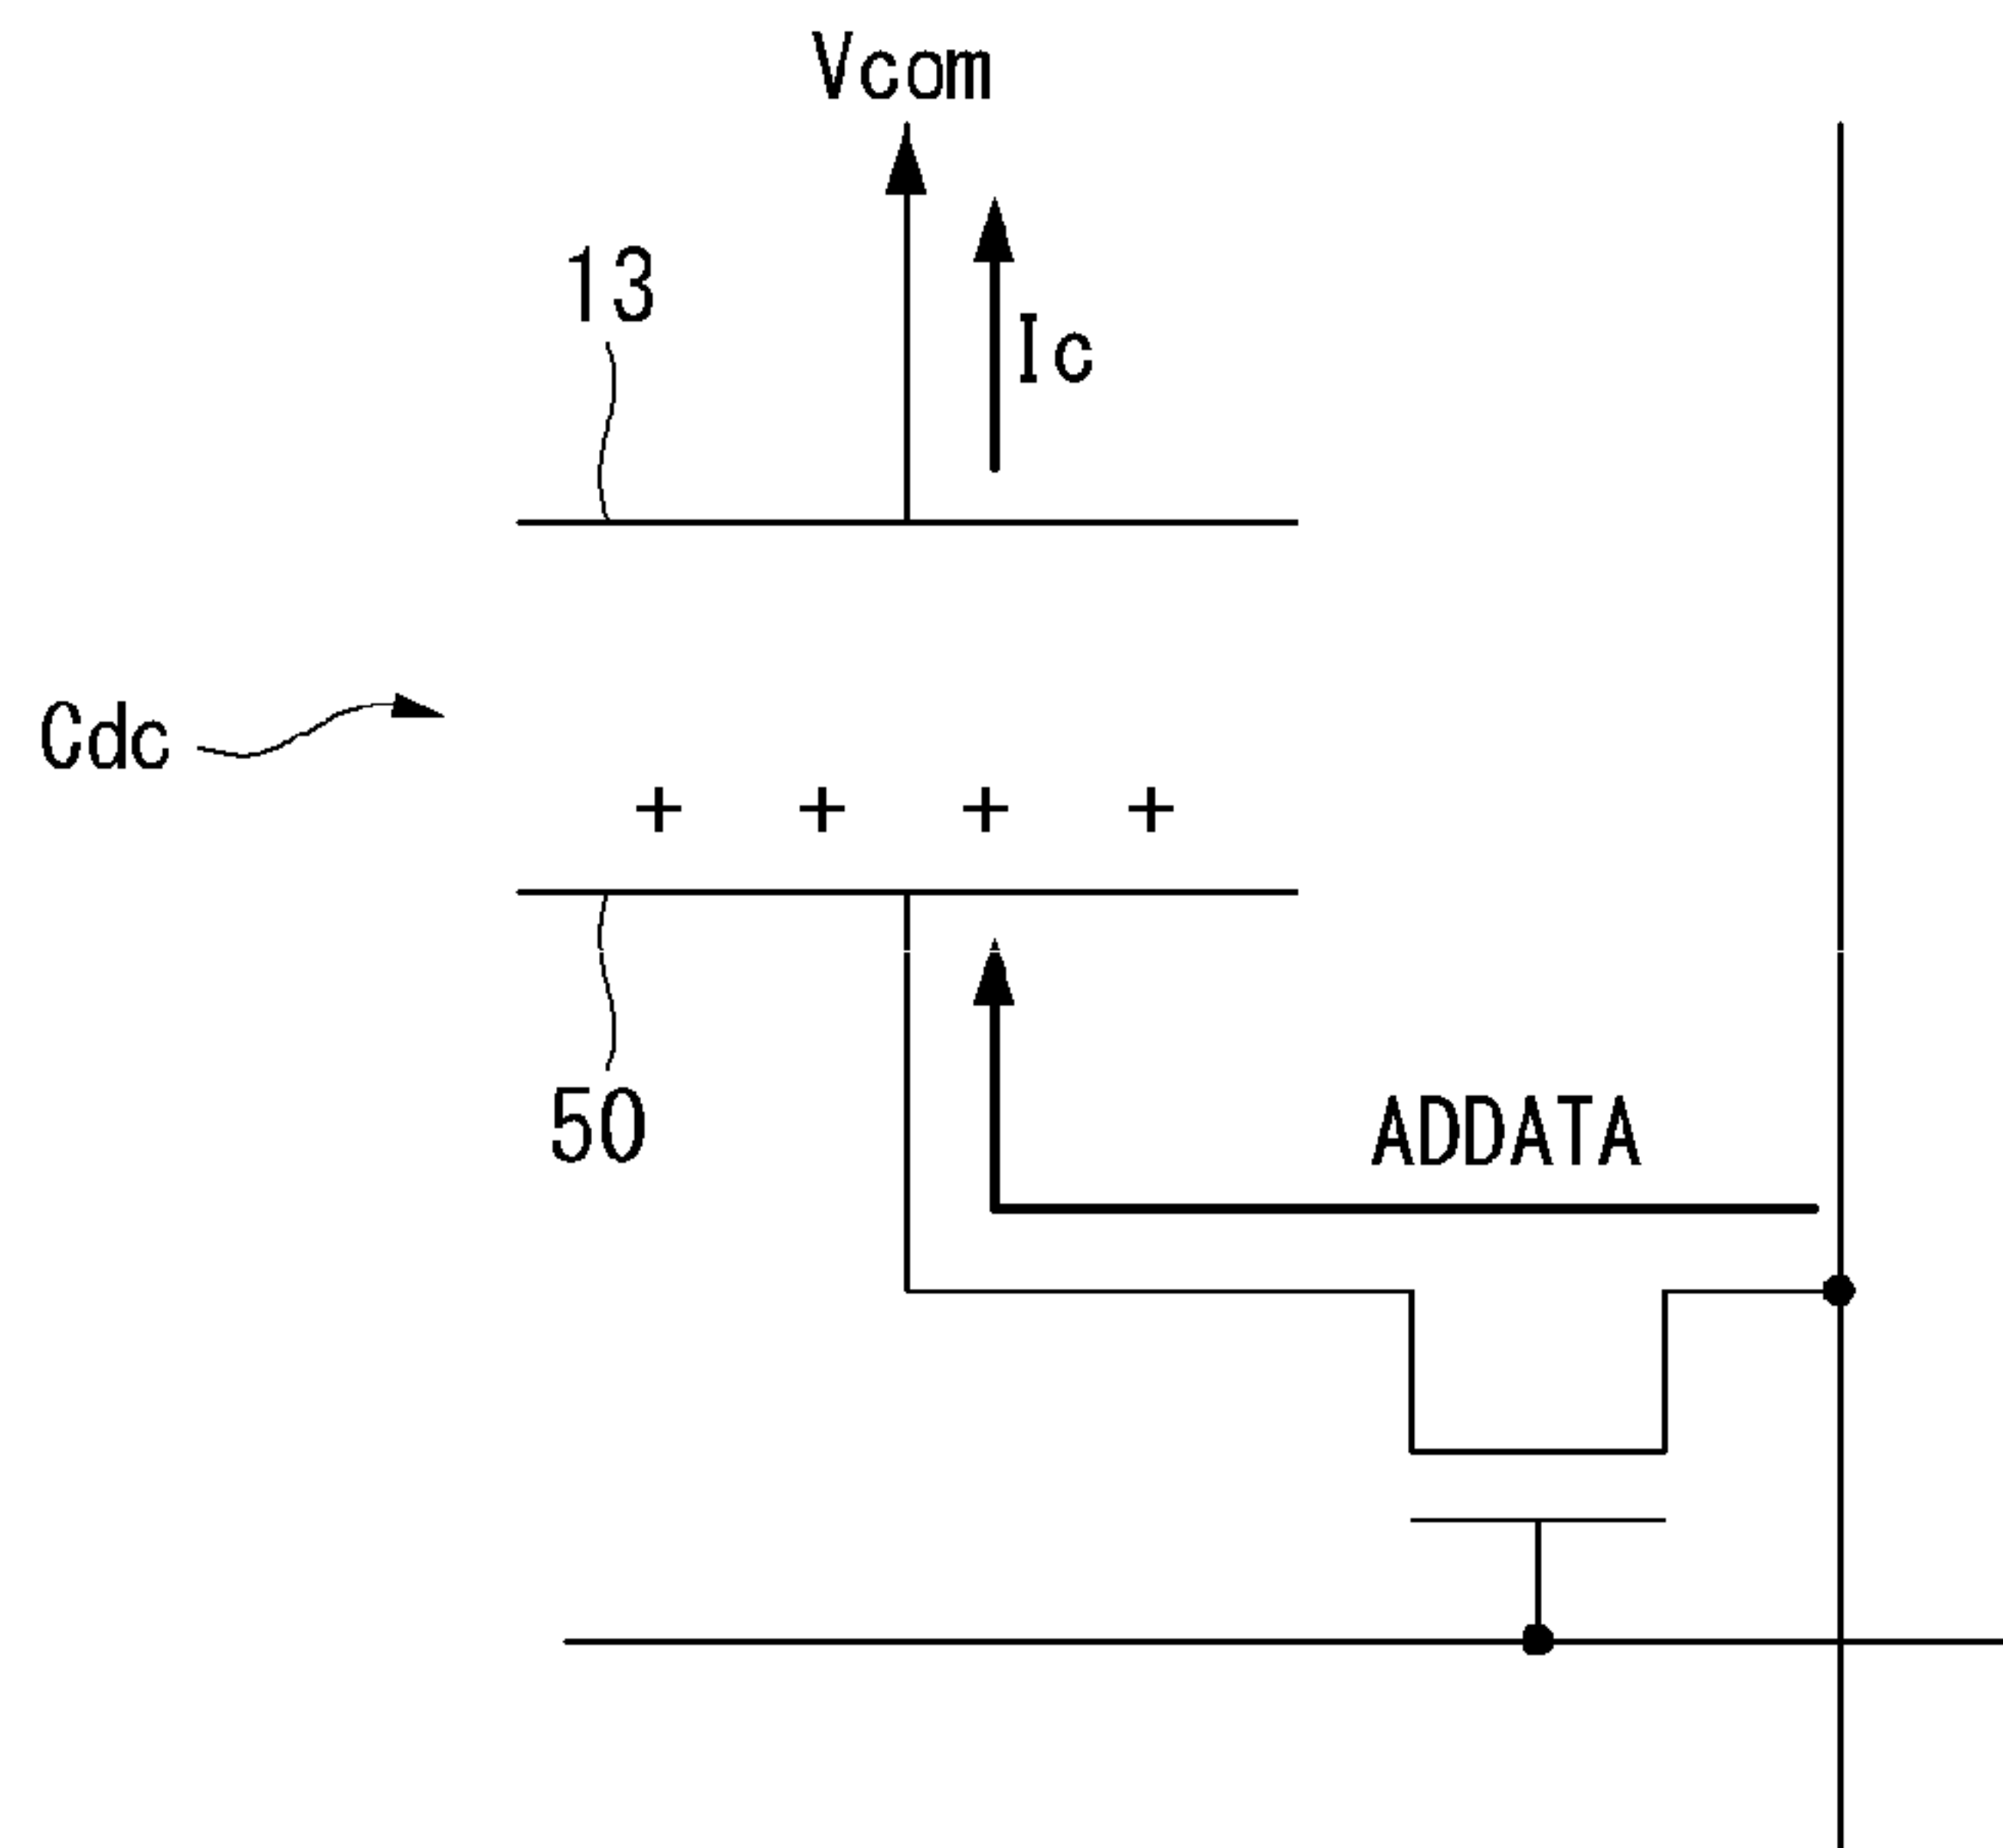 Vcom
13
Ic
Cdc
+ + + +
50
ADDATA